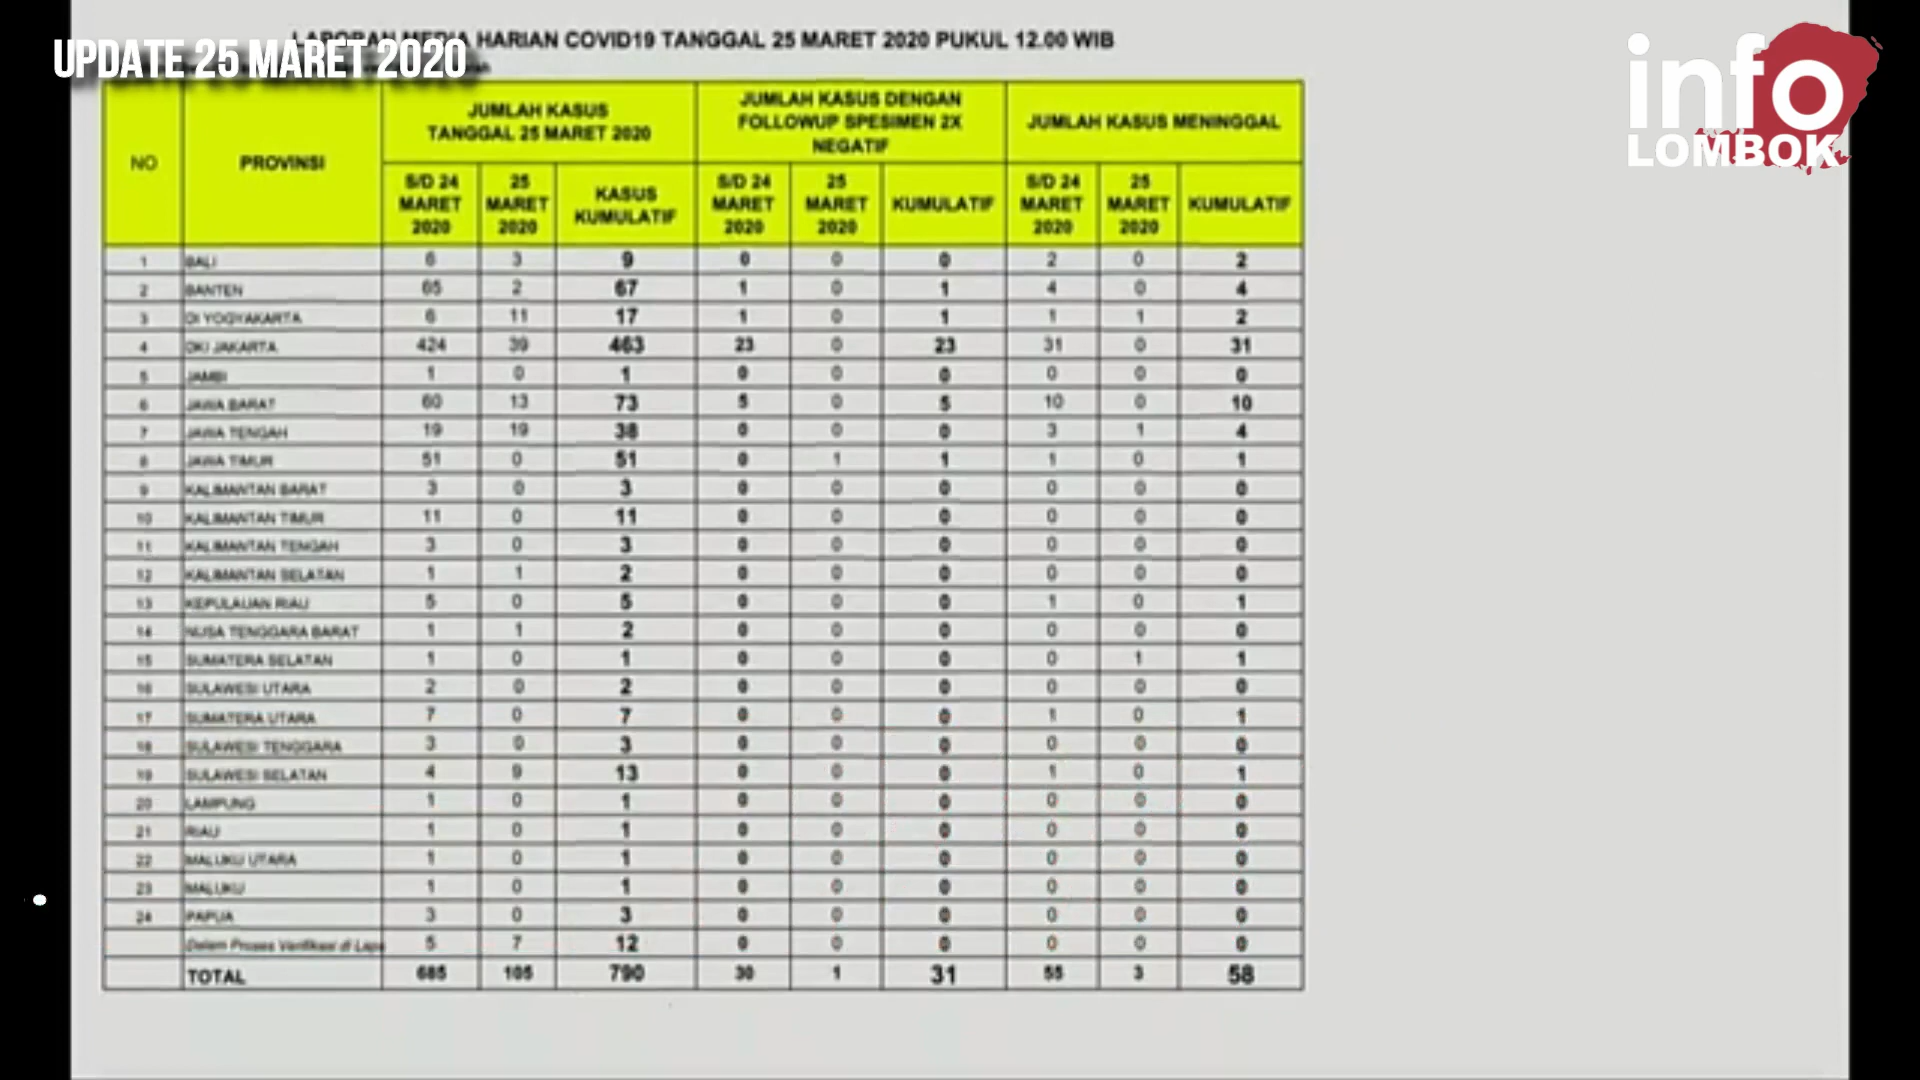 UPDATE 25 MARET 2020
LAPORAN MEDIA HARIAN COVID19 TANGGAL 25 MARET 2020 PUKUL 12.00 WIB
info
LOMBOK
NO PROVINSI JUMLAH KASUS TANGGAL 25 MARET 2020 JUMLAH KASUS DENGAN FOLLOWUP SPESIMEN 2X NEGATIF JUMLAH KASUS MENINGGAL
S/D 24 MARET 2020 25 MARET 2020 KASUS KUMULATIF S/D 24 MARET 2020 25 MARET 2020 KUMULATIF S/D 24 MARET 2020 25 MARET 2020 KUMULATIF
1 BALI 6 3 9 0 0 0 2 0 2
2 BANTEN 65 2 67 1 0 1 4 0 4
3 DI YOGYAKARTA 6 11 17 1 0 1 1 1 2
4 DKI JAKARTA 424 39 463 23 0 23 31 0 31
5 JAMBI 1 0 1 0 0 0 0 0 0
6 JAWA BARAT 60 13 73 5 0 5 10 0 10
7 JAWA TENGAH 19 19 38 0 0 0 3 1 4
8 JAWA TIMUR 51 0 51 0 1 1 1 0 1
9 KALIMANTAN BARAT 3 0 3 0 0 0 0 0 0
10 KALIMANTAN TIMUR 11 0 11 0 0 0 0 0 0
11 KALIMANTAN TENGAH 3 0 3 0 0 0 0 0 0
12 KALIMANTAN SELATAN 1 1 2 0 0 0 0 0 0
13 KEPULAUAN RIAU 5 0 5 0 0 0 1 0 1
14 NUSA TENGGARA BARAT 1 1 2 0 0 0 0 0 0
15 SUMATERA SELATAN 1 0 1 0 0 0 0 1 1
16 SULAWESI UTARA 2 0 2 0 0 0 0 0 0
17 SUMATERA UTARA 7 0 7 0 0 0 1 0 1
18 SULAWESI TENGGARA 3 0 3 0 0 0 0 0 0
19 SULAWESI SELATAN 4 9 13 0 0 0 1 0 1
20 LAMPUNG 1 0 1 0 0 0 0 0 0
21 RIAU 1 0 1 0 0 0 0 0 0
22 MALUKU UTARA 1 0 1 0 0 0 0 0 0
23 MALUKU 1 0 1 0 0 0 0 0 0
24 PAPUA 3 0 3 0 0 0 0 0 0
Dalam Proses Verifikasi di Lapa 5 7 12 0 0 0 0 0 0
TOTAL 685 105 790 30 1 31 55 3 58